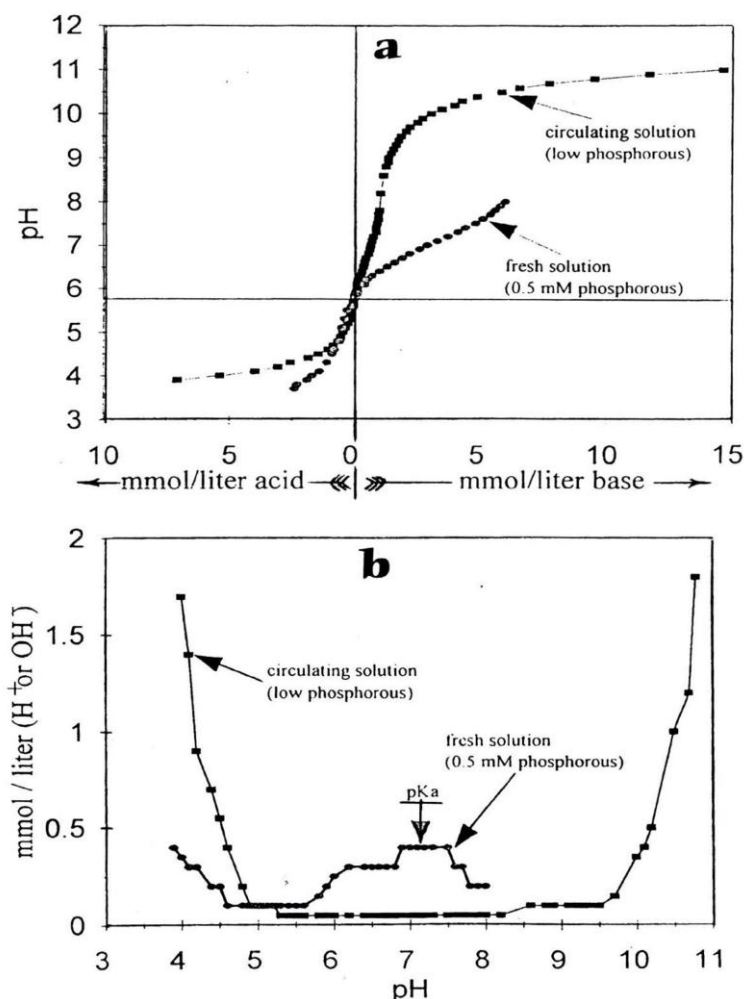 a
12
11
10
9
8
7
6
5
4
3
pH
circulating solution
(low phosphorous)
fresh solution
(0.5 mM phosphorous)
10 5 0 5 10 15
mmol/liter acid mmol/liter base
b
2
1.5
1
0.5
0
mmol / liter (H+ or OH-)
circulating solution
(low phosphorous)
fresh solution
(0.5 mM phosphorous)
pKa
3 4 5 6 7 8 9 10 11
pH